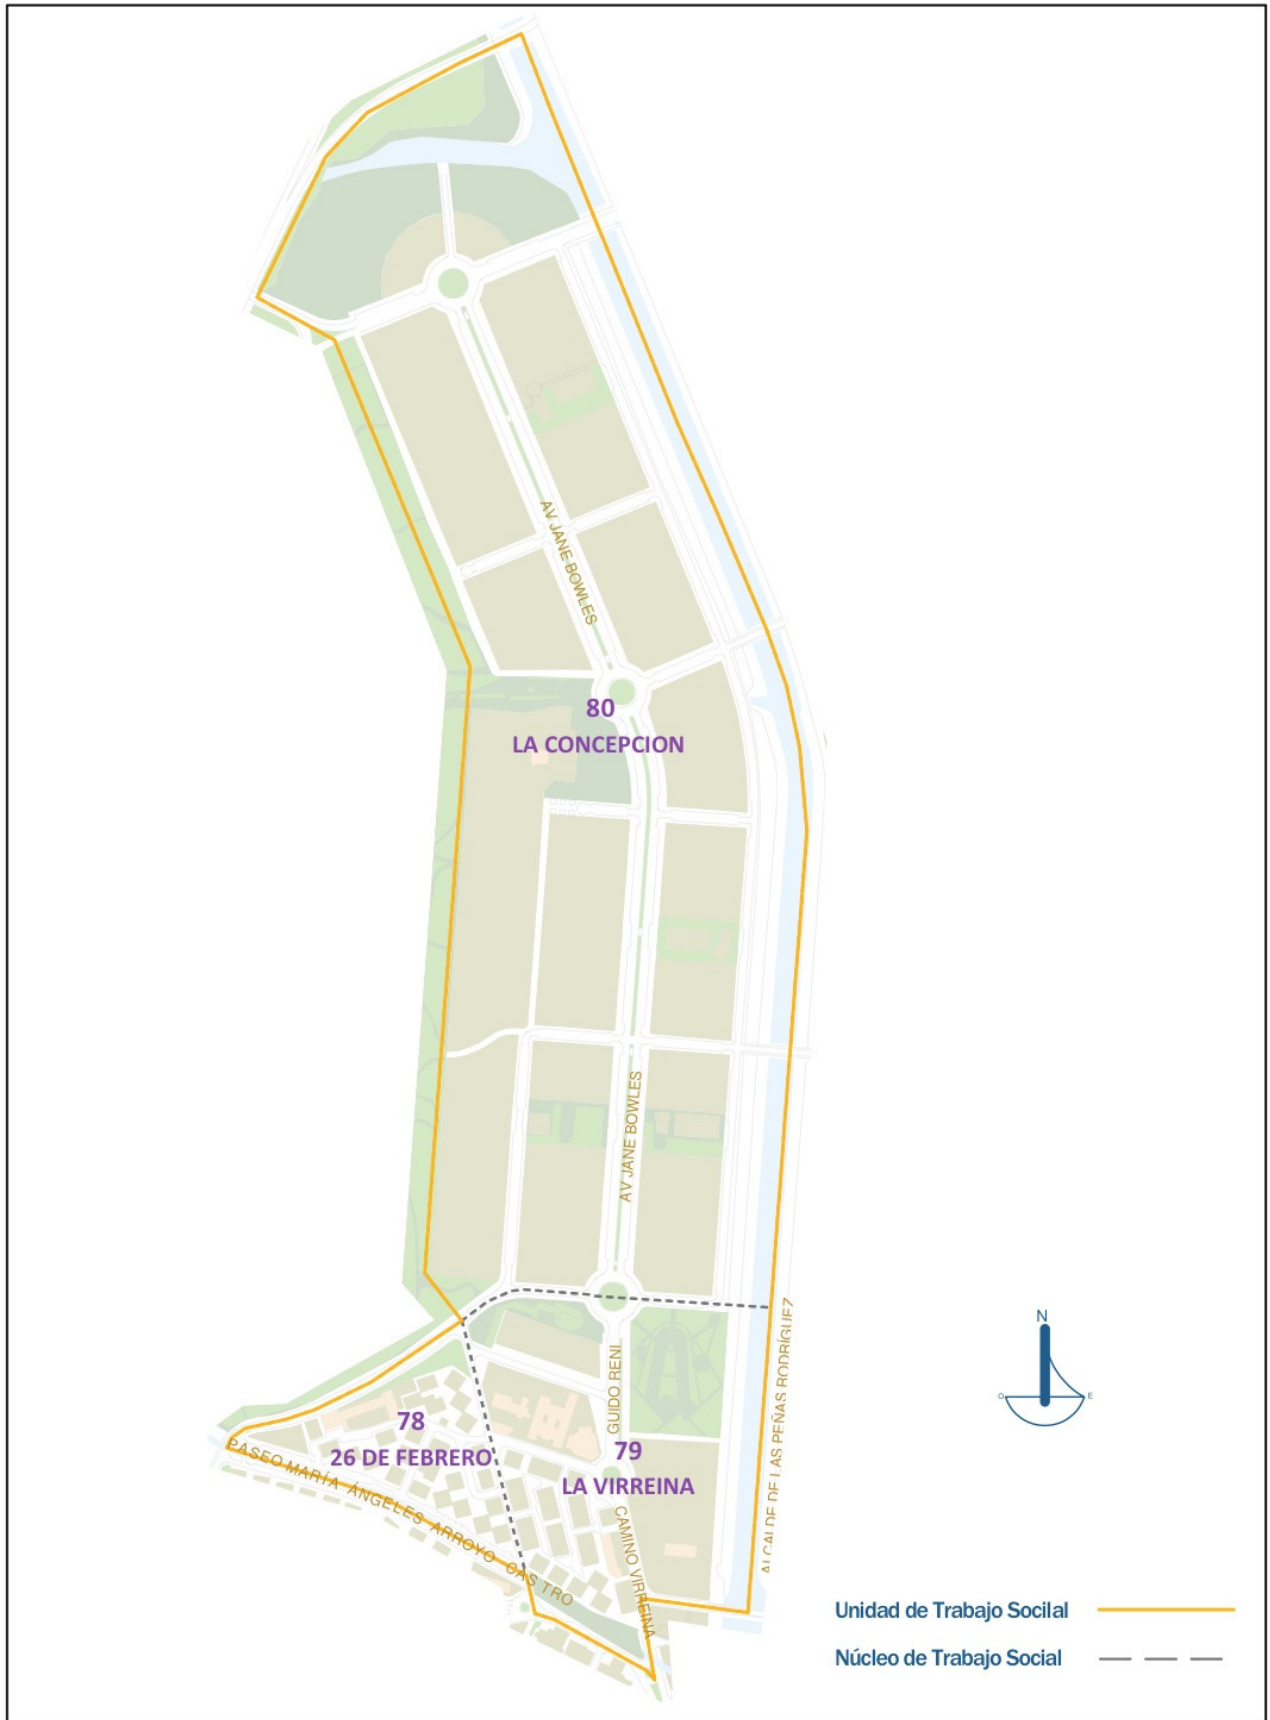 AV JANE BOWLES
80
LA CONCEPCION
AV JANE BOWLES
ALCALDE DE LAS PEÑAS RODRÍGUEZ
N
O
E
GUIDO RENI
78
26 DE FEBRERO
79
LA VIRREINA
PASEO MARÍA ÁNGELES ARROYO CASTRO
CAMINO VIRREINA
Unidad de Trabajo Socilal
Núcleo de Trabajo Social